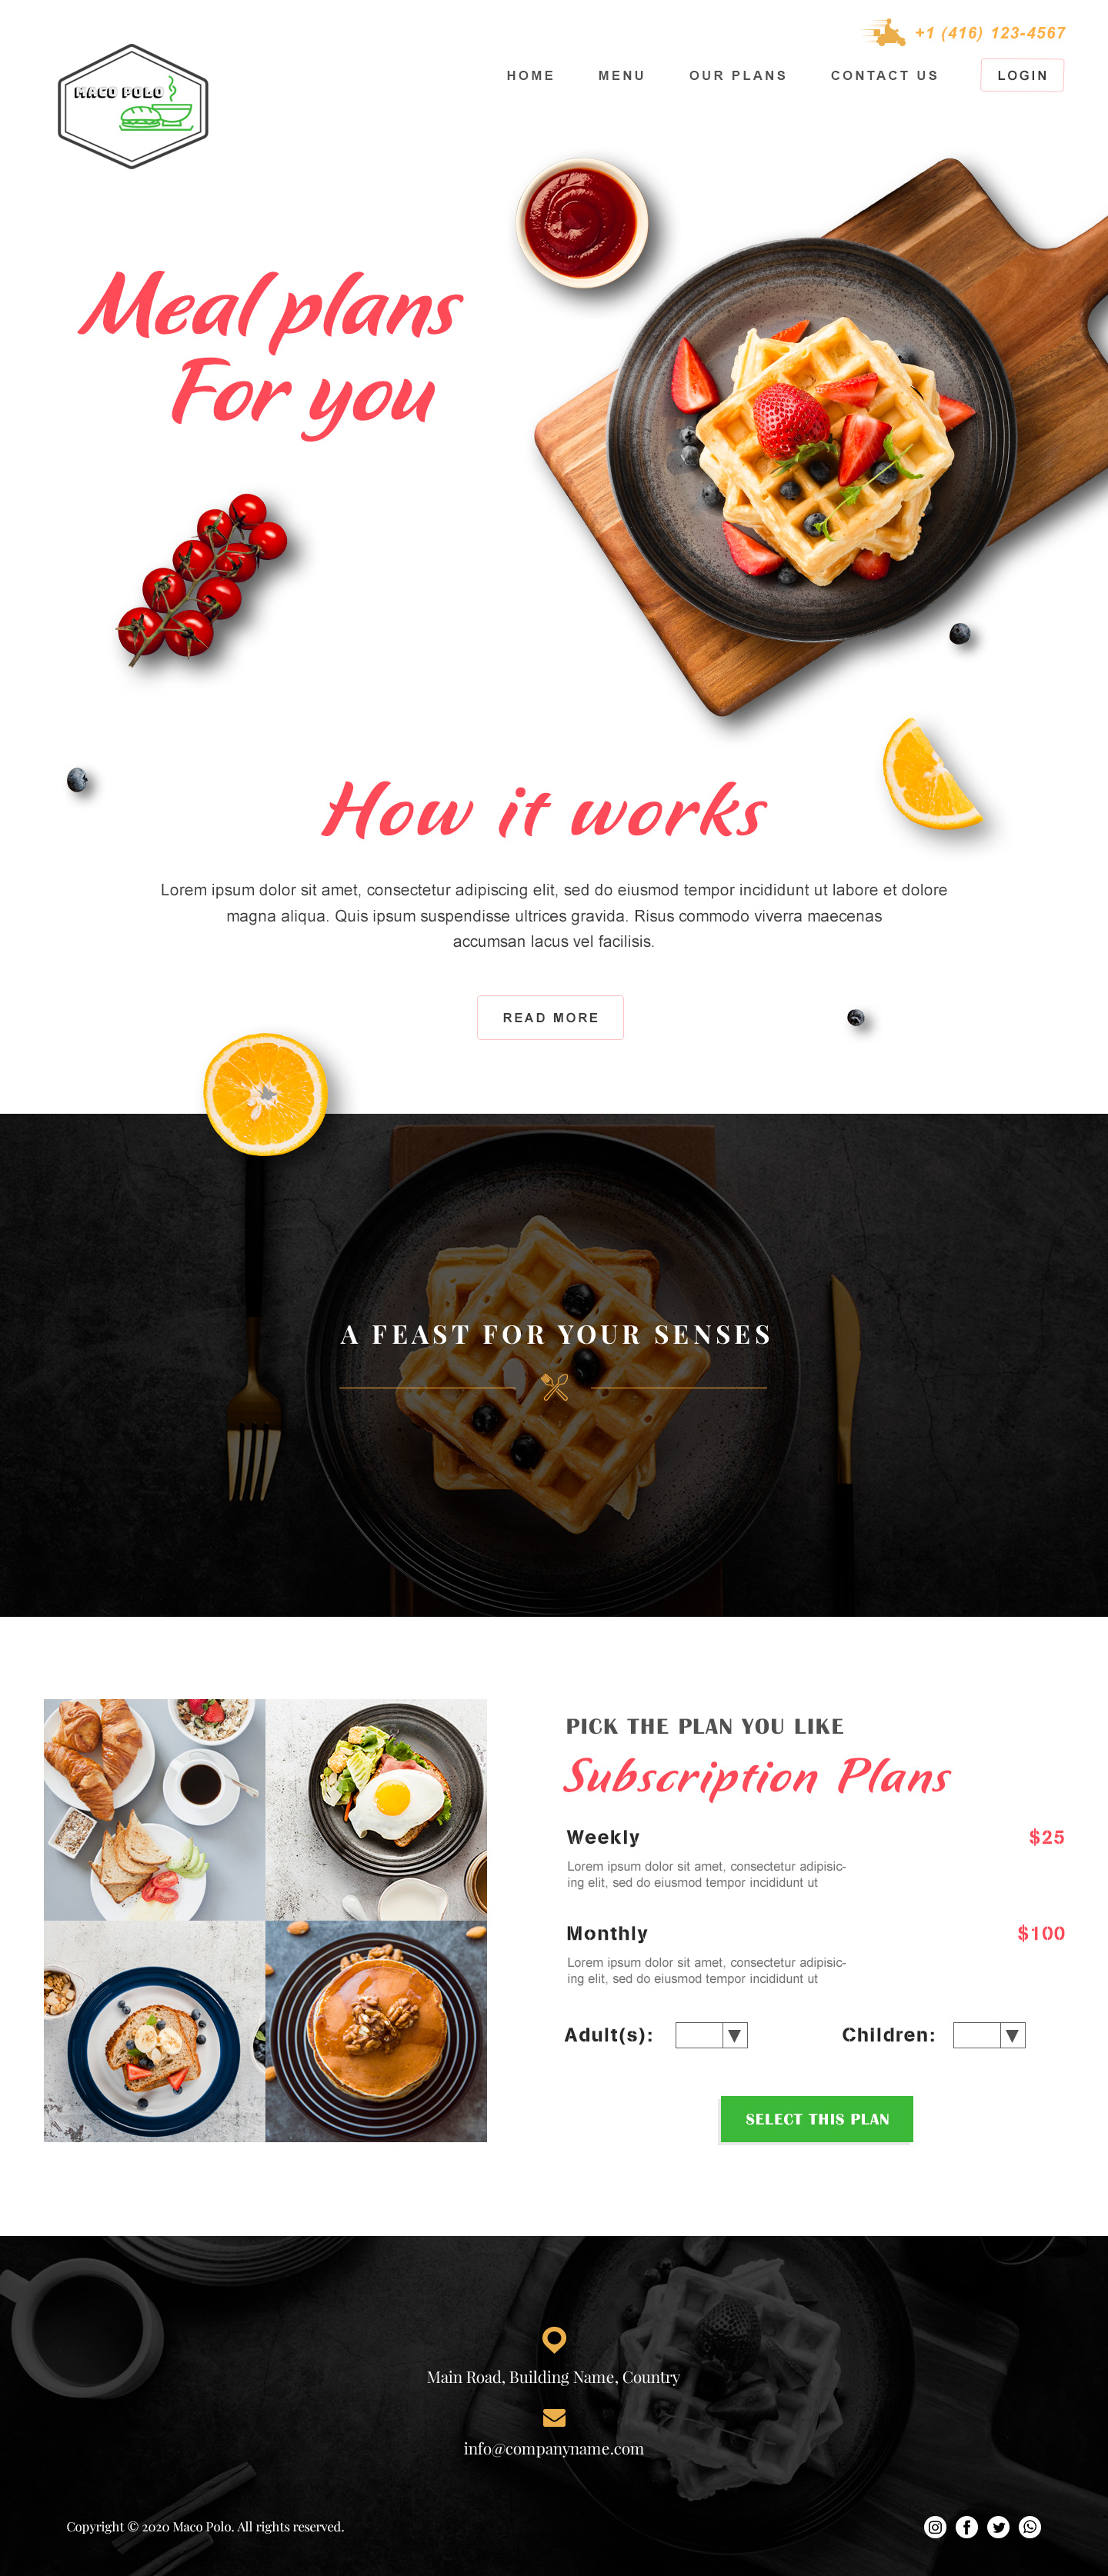 +1 (416) 123-4567
MACO POLO
HOME MENU OUR PLANS CONTACT US LOGIN
Meal plans
For you
How it works
Lorem ipsum dolor sit amet, consectetur adipiscing elit, sed do eiusmod tempor incididunt ut labore et dolore
magna aliqua. Quis ipsum suspendisse ultrices gravida. Risus commodo viverra maecenas
accumsan lacus vel facilisis.
READ MORE
A FEAST FOR YOUR SENSES
PICK THE PLAN YOU LIKE
Subscription Plans
Weekly $25
Lorem ipsum dolor sit amet, consectetur adipisic-
ing elit, sed do eiusmod tempor incididunt ut
Monthly $100
Lorem ipsum dolor sit amet, consectetur adipisic-
ing elit, sed do eiusmod tempor incididunt ut
Adult(s): Children:
SELECT THIS PLAN
Main Road, Building Name, Country
info@companyname.com
Copyright © 2020 Maco Polo. All rights reserved.